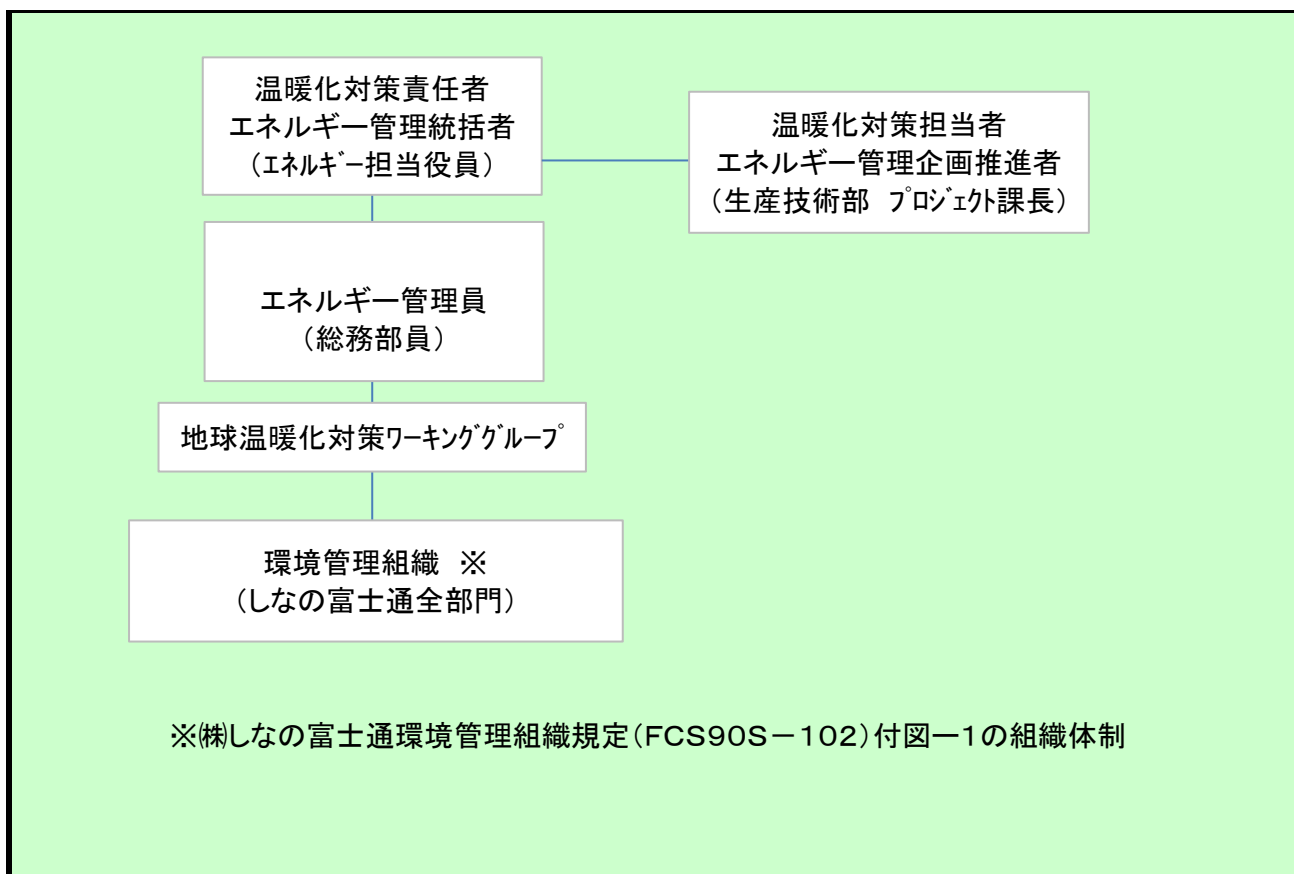 温暖化対策責任者
エネルギー管理統括者
（ｴﾈﾙｷﾞｰ担当役員）
温暖化対策担当者
エネルギー管理企画推進者
（生産技術部　ﾌﾟﾛｼﾞｪｸﾄ課長）
エネルギー管理員
（総務部員）
地球温暖化対策ﾜｰｷﾝｸﾞｸﾞﾙｰﾌﾟ
環境管理組織　※
（しなの富士通全部門）
※㈱しなの富士通環境管理組織規定（ＦＣＳ９０Ｓ－１０２）付図ー１の組織体制